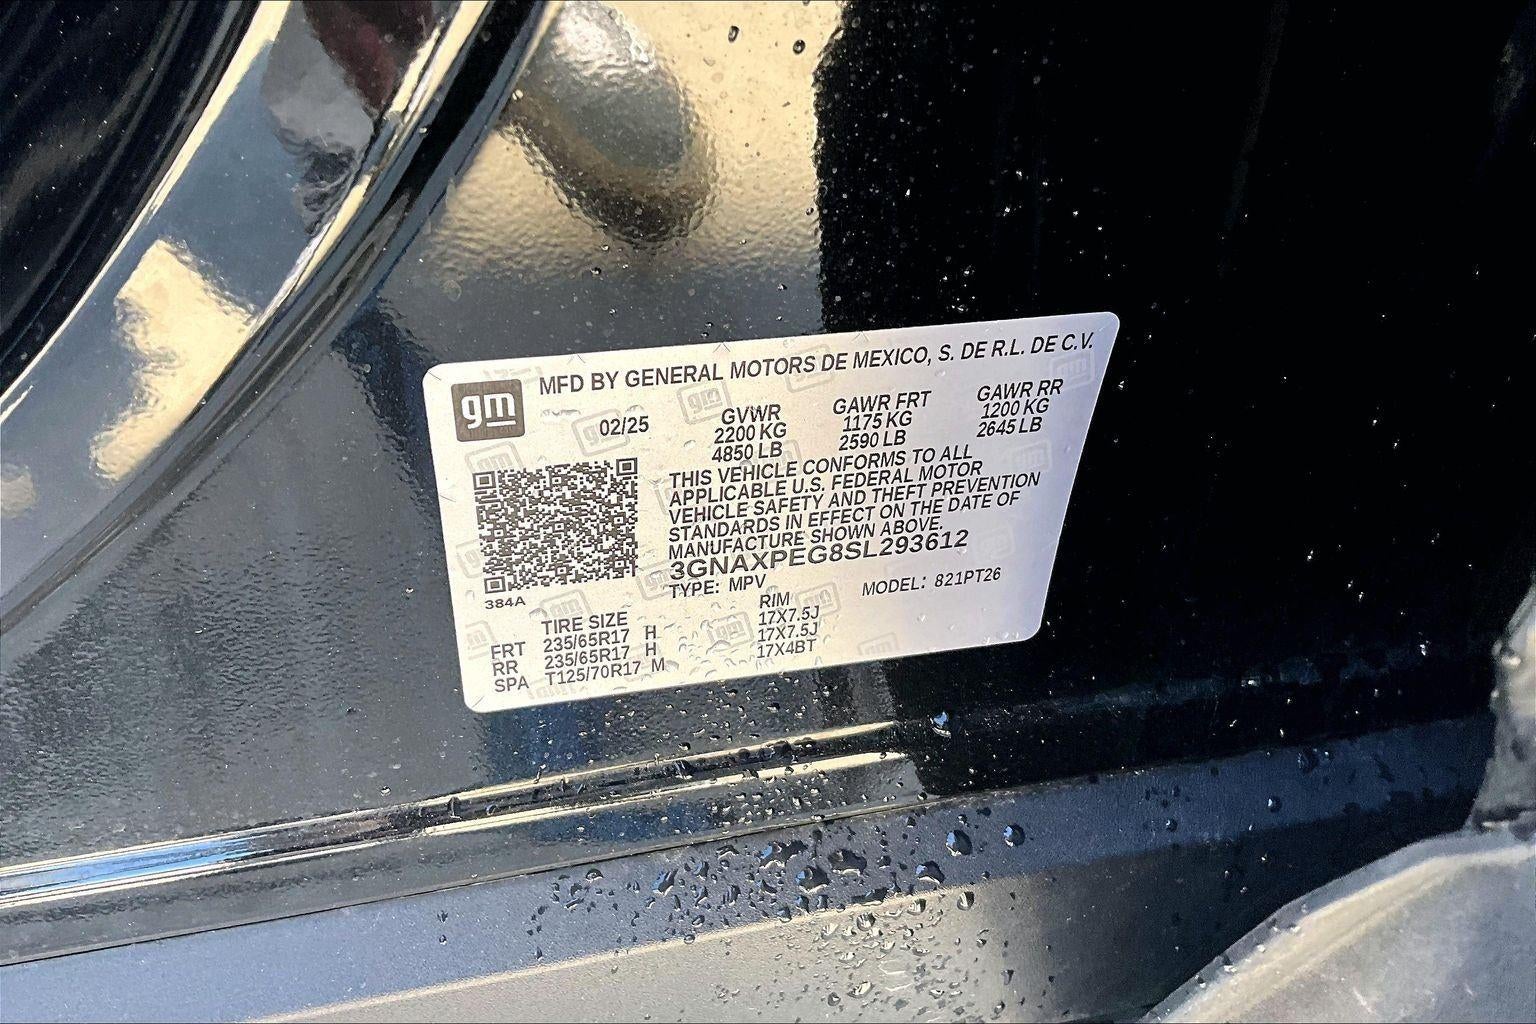 gm
MFD BY GENERAL MOTORS DE MEXICO, S. DE R.L. DE C.V.
02/25
GVWR GAWR FRT GAWR RR
2200 KG 1175 KG 1200 KG
4850 LB 2590 LB 2645 LB
THIS VEHICLE CONFORMS TO ALL
APPLICABLE U.S. FEDERAL MOTOR
VEHICLE SAFETY AND THEFT PREVENTION
STANDARDS IN EFFECT ON THE DATE OF
MANUFACTURE SHOWN ABOVE.
3GNAXPEG8SL293612
TYPE: MPV MODEL: 821PT26
384A
TIRE SIZE RIM
FRT 235/65R17 H 17X7.5J
RR 235/65R17 H 17X7.5J
SPA T125/70R17 M 17X4BT